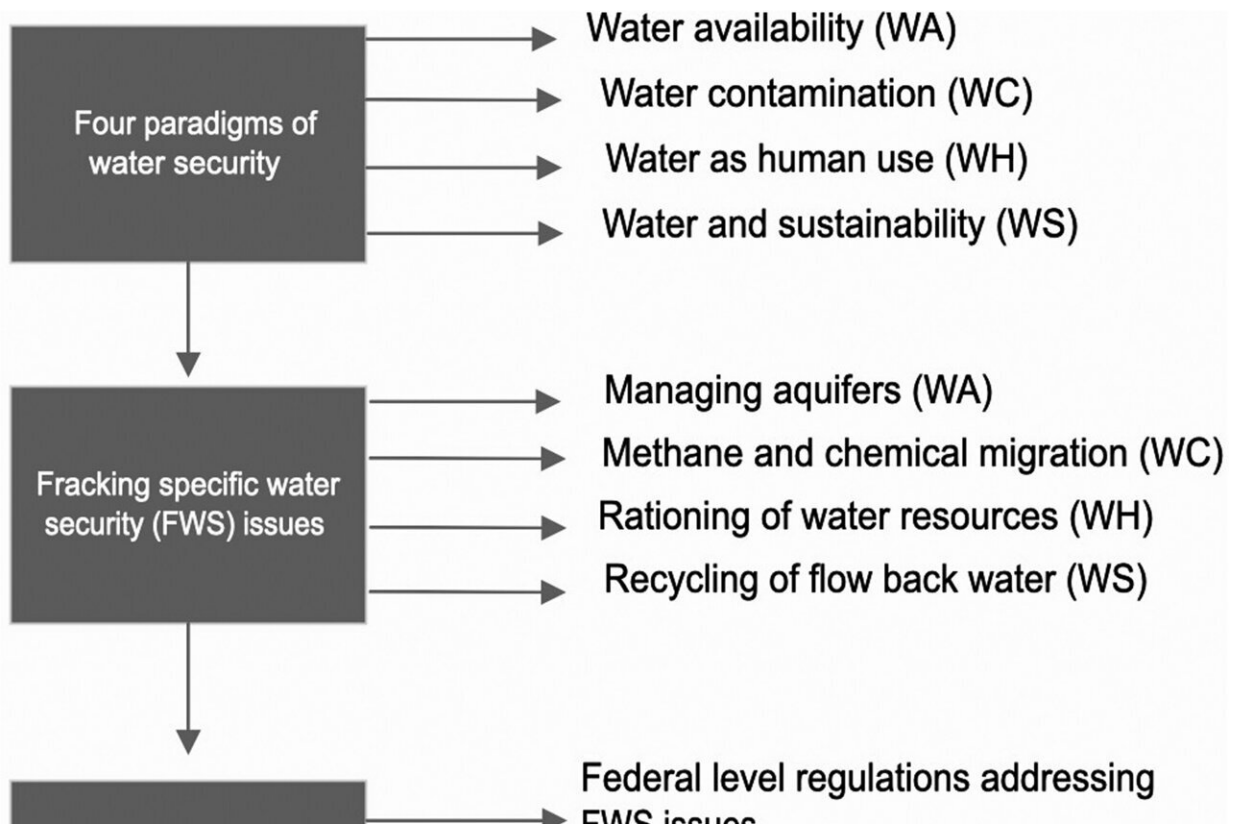 Four paradigms of
water security
Water availability (WA)
Water contamination (WC)
Water as human use (WH)
Water and sustainability (WS)
Fracking specific water
security (FWS) issues
Managing aquifers (WA)
Methane and chemical migration (WC)
Rationing of water resources (WH)
Recycling of flow back water (WS)
Federal level regulations addressing
FWS issues